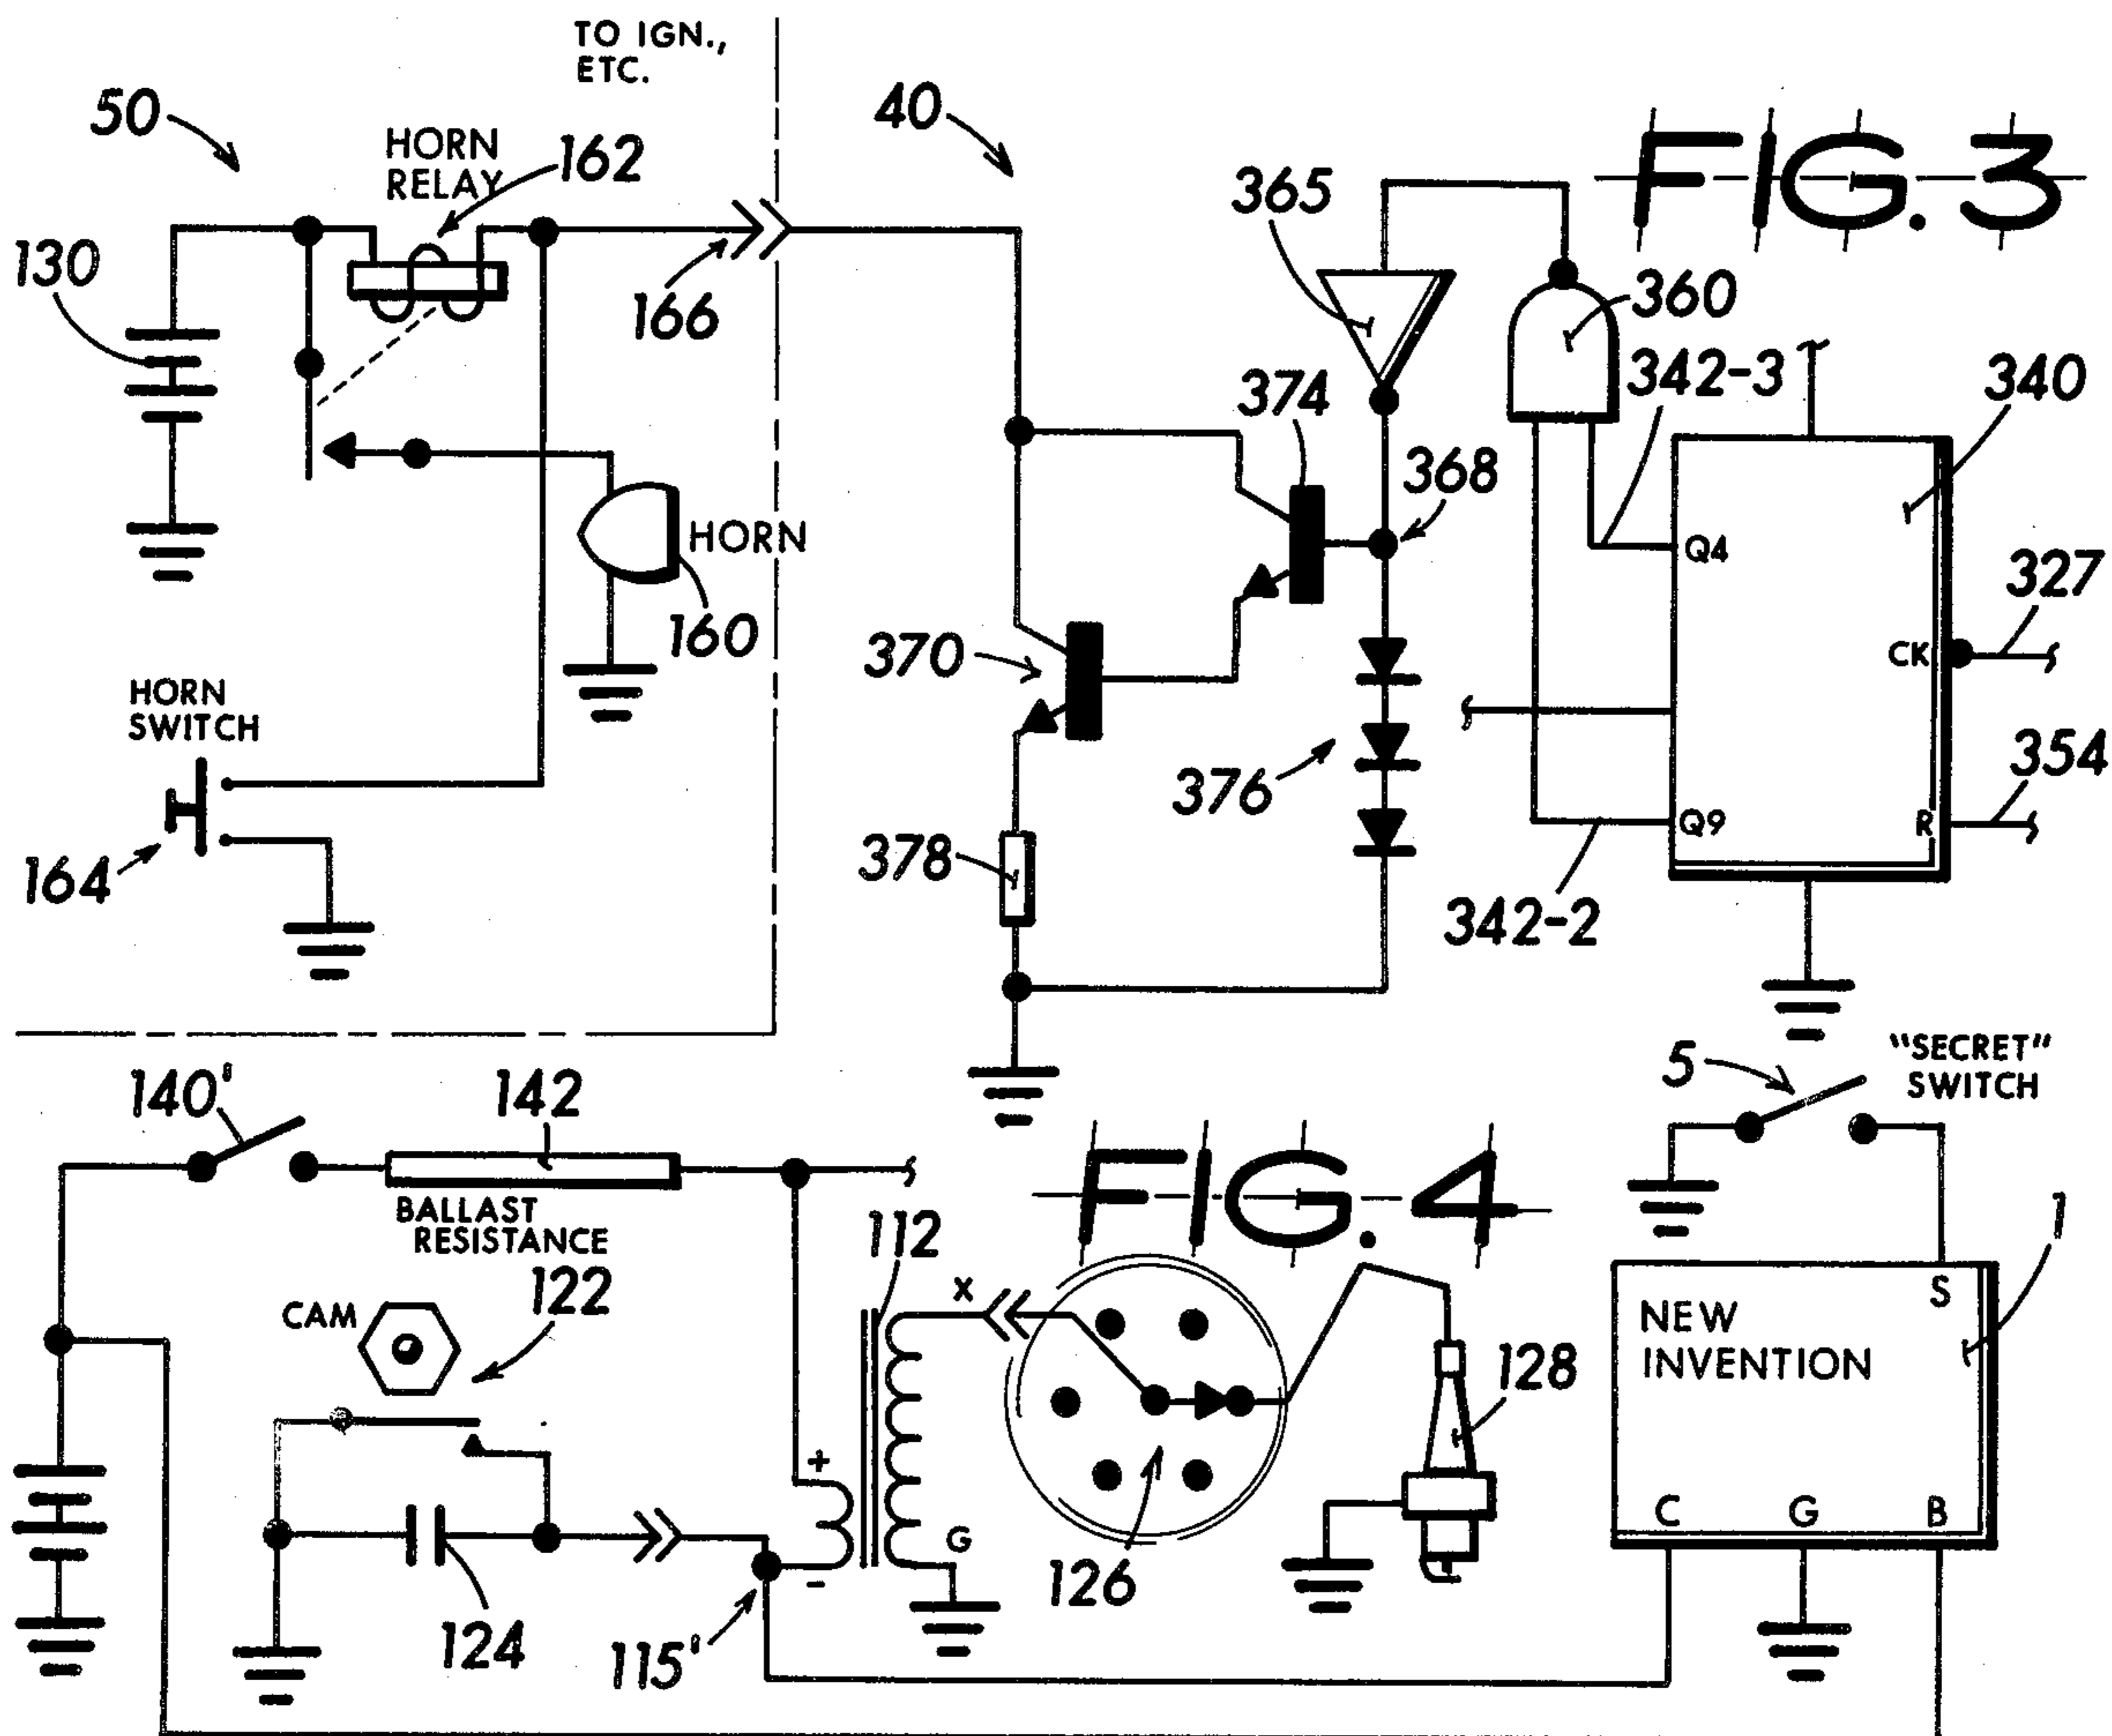 TO IGN.,
ETC.
50
HORN
RELAY
162
40
365
FIG. 3
130
166
360
374
342-3
340
368
Q4
HORN
327
160
370
CK
HORN
SWITCH
376
354
164
378
Q9
R
342-2
140'
142
5
"SECRET"
SWITCH
BALLAST
RESISTANCE
112
FIG. 4
1
CAM
122
X
S
NEW
INVENTION
128
+
G
C
G
B
-
126
124
115'